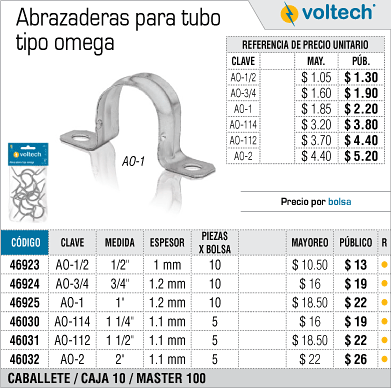 Abrazaderas para tubo
tipo omega
voltech®
REFERENCIA DE PRECIO UNITARIO
CLAVE MAY. PÚB.
AO-1/2 $ 1.05 $ 1.30
AO-3/4 $ 1.60 $ 1.90
AO-1 $ 1.85 $ 2.20
AO-114 $ 3.20 $ 3.80
AO-112 $ 3.70 $ 4.40
AO-2 $ 4.40 $ 5.20
voltech
AO-1
Precio por bolsa
CÓDIGO CLAVE MEDIDA ESPESOR PIEZAS X BOLSA MAYOREO PÚBLICO R
46923 AO-1/2 1/2" 1 mm 10 $ 10.50 $ 13
46924 AO-3/4 3/4" 1.2 mm 10 $ 16 $ 19
46925 AO-1 1" 1.2 mm 10 $ 18.50 $ 22
46030 AO-114 1 1/4" 1.1 mm 5 $ 16 $ 19
46031 AO-112 1 1/2" 1.1 mm 5 $ 18.50 $ 22
46032 AO-2 2" 1.1 mm 5 $ 22 $ 26
CABALLETE / CAJA 10 / MASTER 100